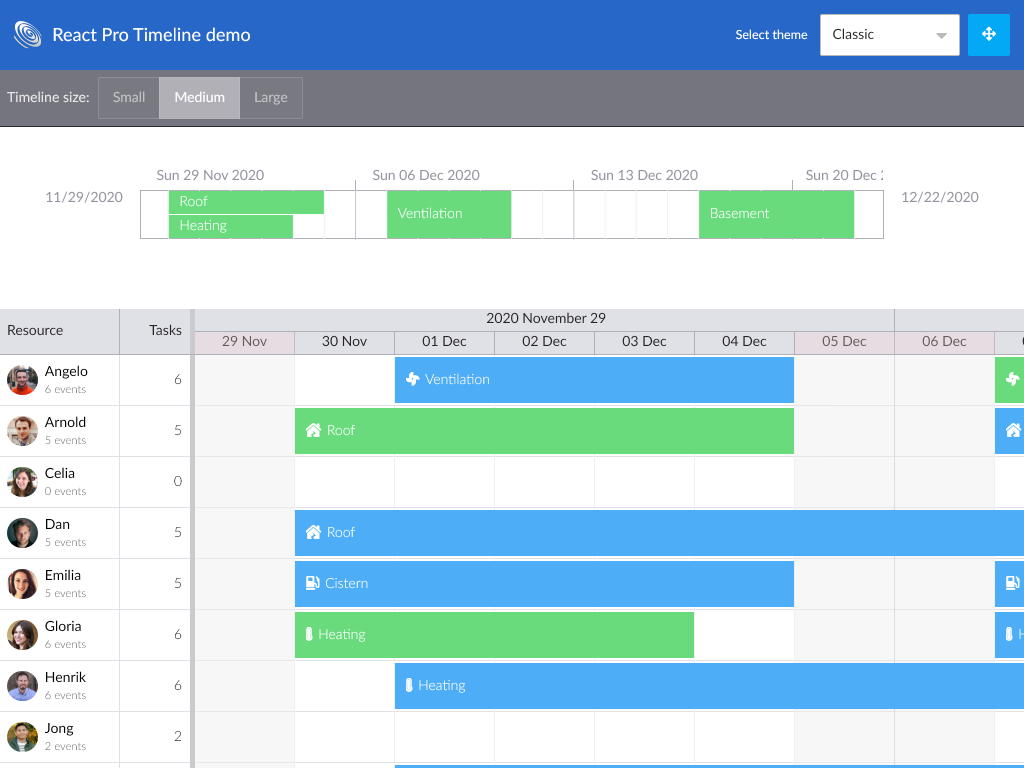 React Pro Timeline demo
Select theme
Classic
Timeline size:
Small
Medium
Large
Sun 29 Nov 2020
Sun 06 Dec 2020
Sun 13 Dec 2020
Sun 20 Dec
11/29/2020
Roof
Heating
Ventilation
Basement
12/22/2020
Resource
Tasks
2020 November 29
29 Nov
30 Nov
01 Dec
02 Dec
03 Dec
04 Dec
05 Dec
06 Dec
Angelo
6 events
6
Ventilation
Arnold
5 events
5
Roof
Celia
0 events
0
Dan
5 events
5
Roof
Emilia
5 events
5
Cistern
Gloria
6 events
6
Heating
Henrik
6 events
6
Heating
Jong
2 events
2